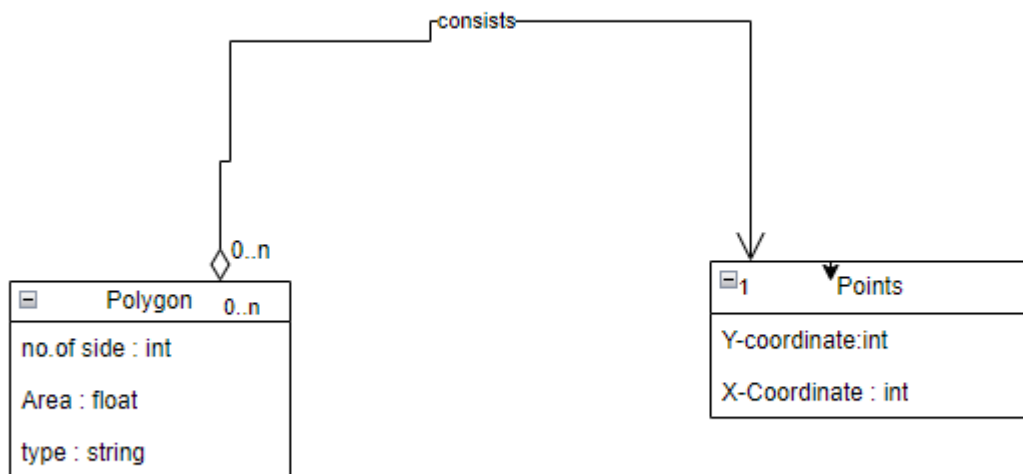 consists
0..n
Polygon
0..n
no.of side : int
Area : float
type : string
1
Points
Y-coordinate:int
X-Coordinate : int